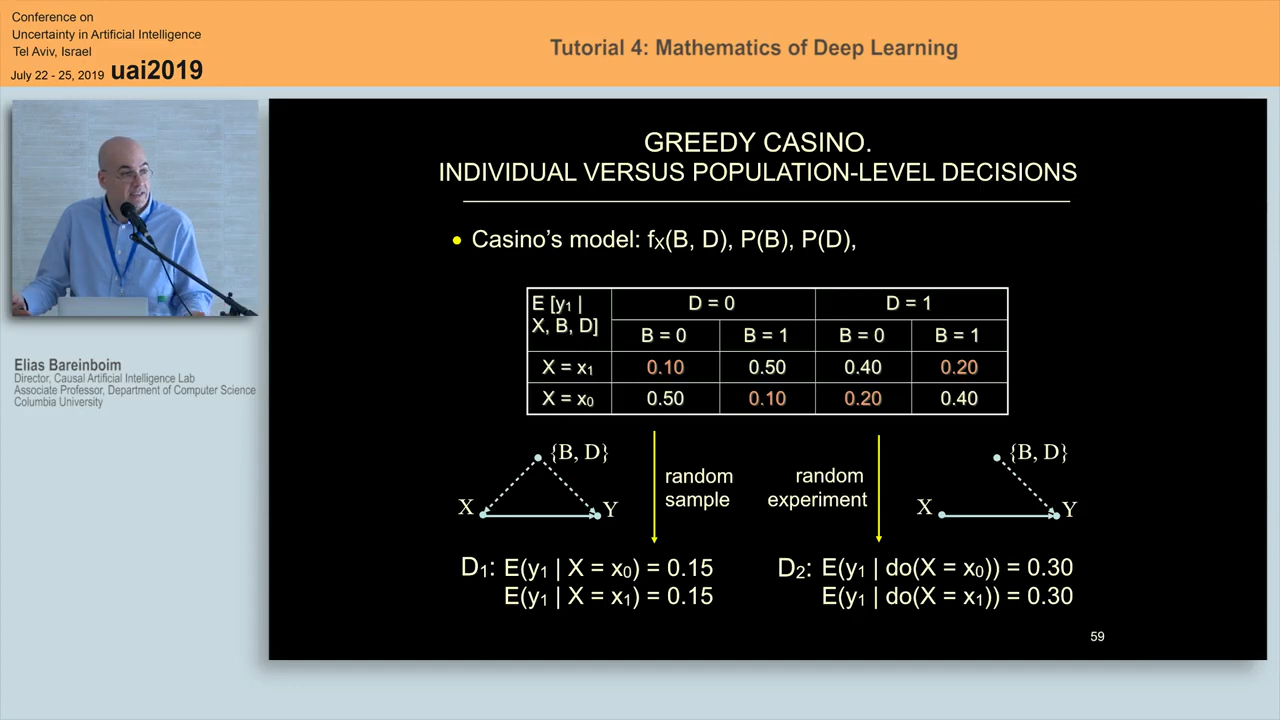 Conference on
Uncertainty in Artificial Intelligence
Tel Aviv, Israel
July 22 - 25, 2019 uai2019
Tutorial 4: Mathematics of Deep Learning
Elias Bareinboim
Director, Causal Artificial Intelligence Lab
Associate Professor, Department of Computer Science
Columbia University
GREEDY CASINO.
INDIVIDUAL VERSUS POPULATION-LEVEL DECISIONS
• Casino's model: fX(B, D), P(B), P(D),
E [y1 | X, B, D] D = 0 D = 1
B = 0 B = 1 B = 0 B = 1
X = x1 0.10 0.50 0.40 0.20
X = x0 0.50 0.10 0.20 0.40
{B, D} {B, D}
random random
sample experiment
X Y X Y
D1: E(y1 | X = x0) = 0.15 D2: E(y1 | do(X = x0)) = 0.30
E(y1 | X = x1) = 0.15 E(y1 | do(X = x1)) = 0.30
59